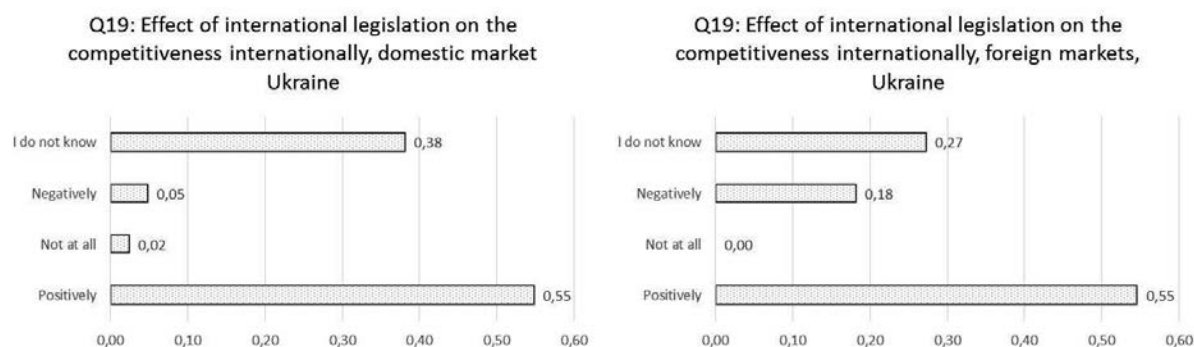 Q19: Effect of international legislation on the
competitiveness internationally, domestic market
Ukraine
I do not know
0,38
Negatively
0,05
Not at all
0,02
Positively
0,55
0,00 0,10 0,20 0,30 0,40 0,50 0,60
Q19: Effect of international legislation on the
competitiveness internationally, foreign markets,
Ukraine
I do not know
0,27
Negatively
0,18
Not at all
0,00
Positively
0,55
0,00 0,10 0,20 0,30 0,40 0,50 0,60